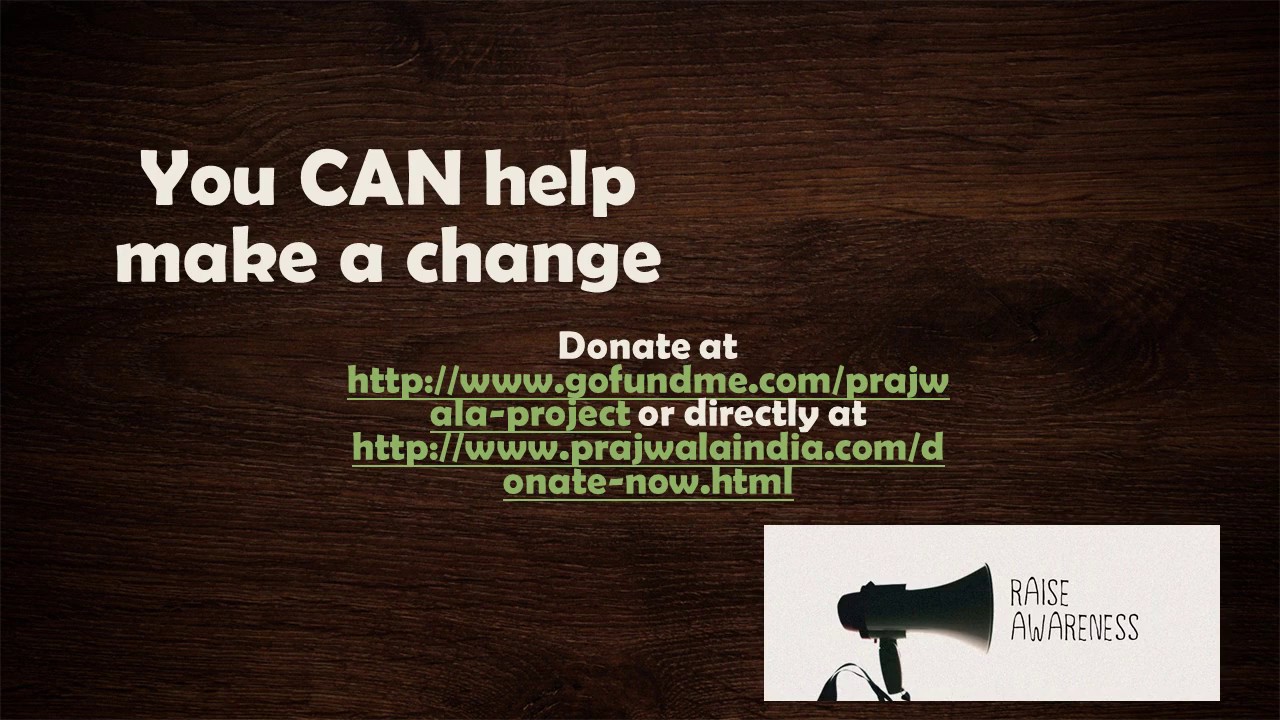 You CAN help
make a change
Donate at
http://www.gofundme.com/prajw
ala-project or directly at
http://www.prajwalaindia.com/d
onate-now.html
RAISE
AWARENESS